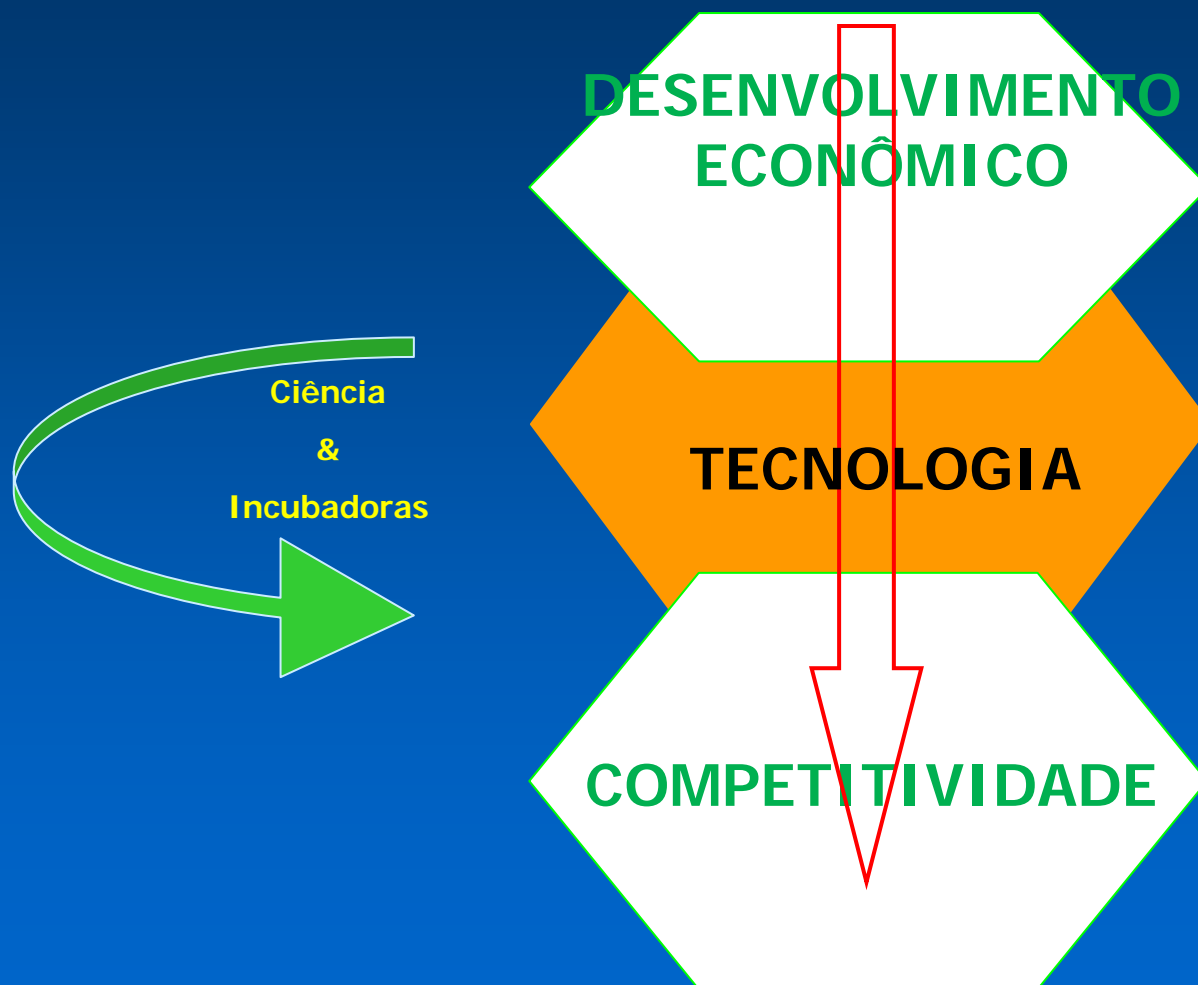 DESENVOLVIMENTO
ECONÔMICO
Ciência
&
Incubadoras
TECNOLOGIA
COMPETITIVIDADE